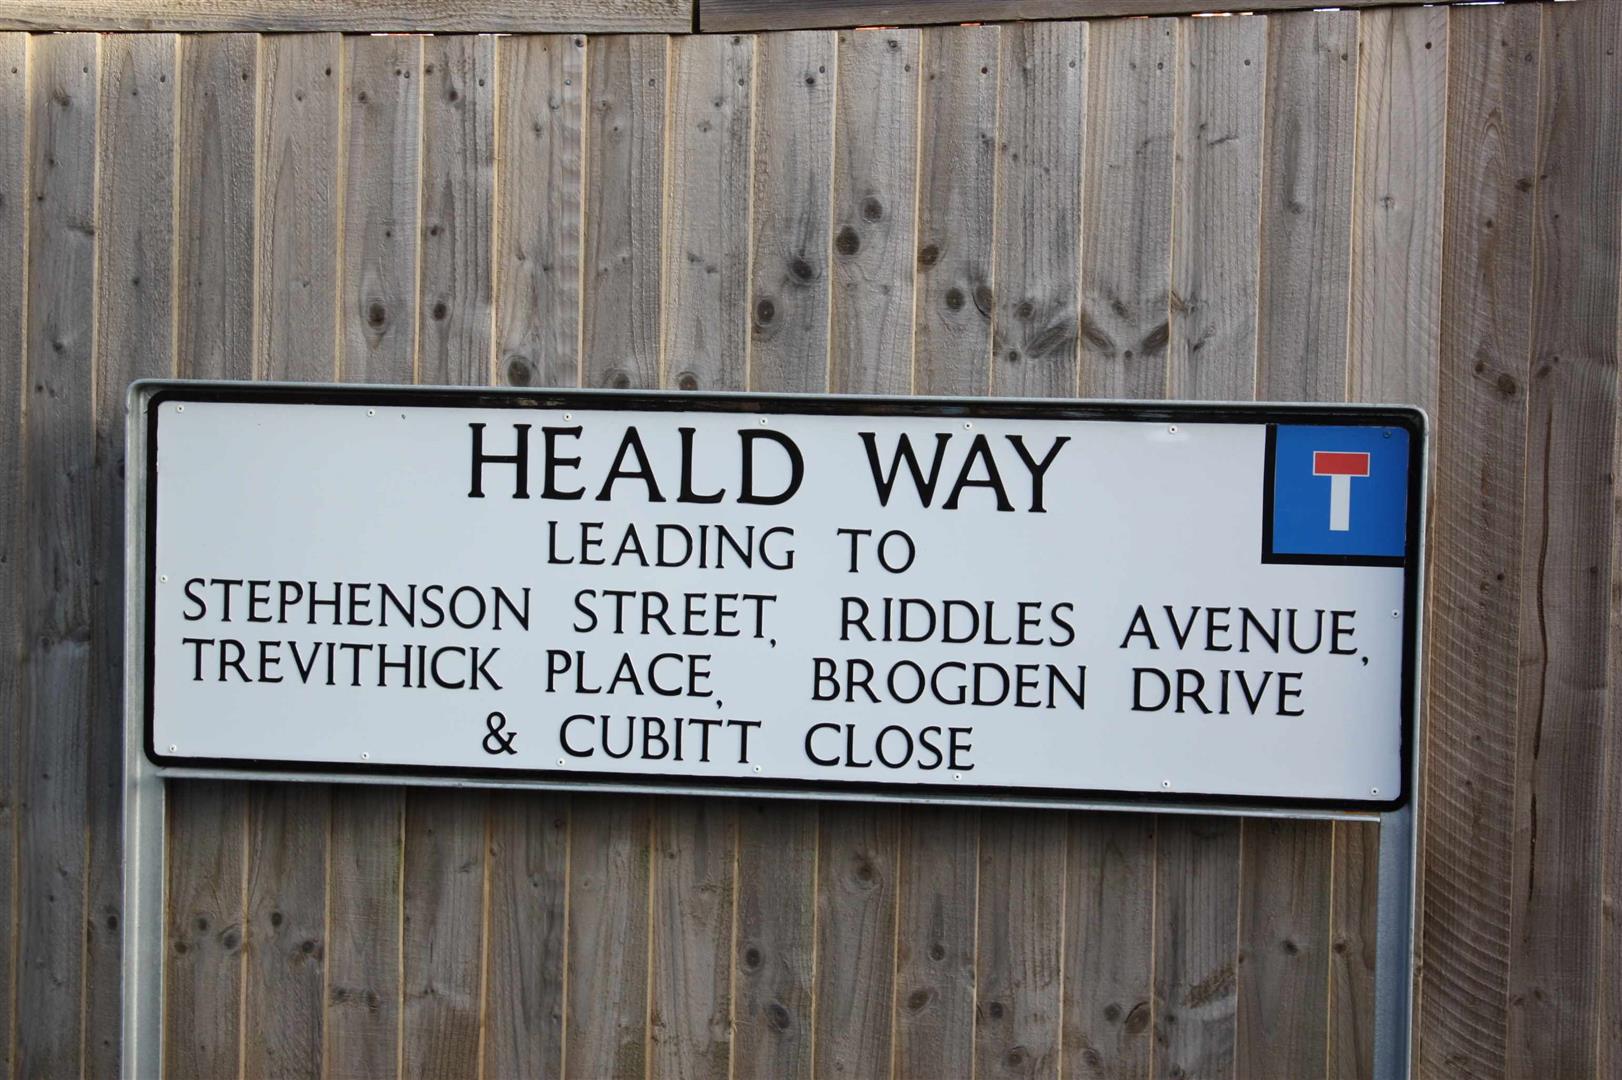 HEALD WAY
LEADING TO
STEPHENSON STREET, RIDDLES AVENUE,
TREVITHICK PLACE, BROGDEN DRIVE
& CUBITT CLOSE